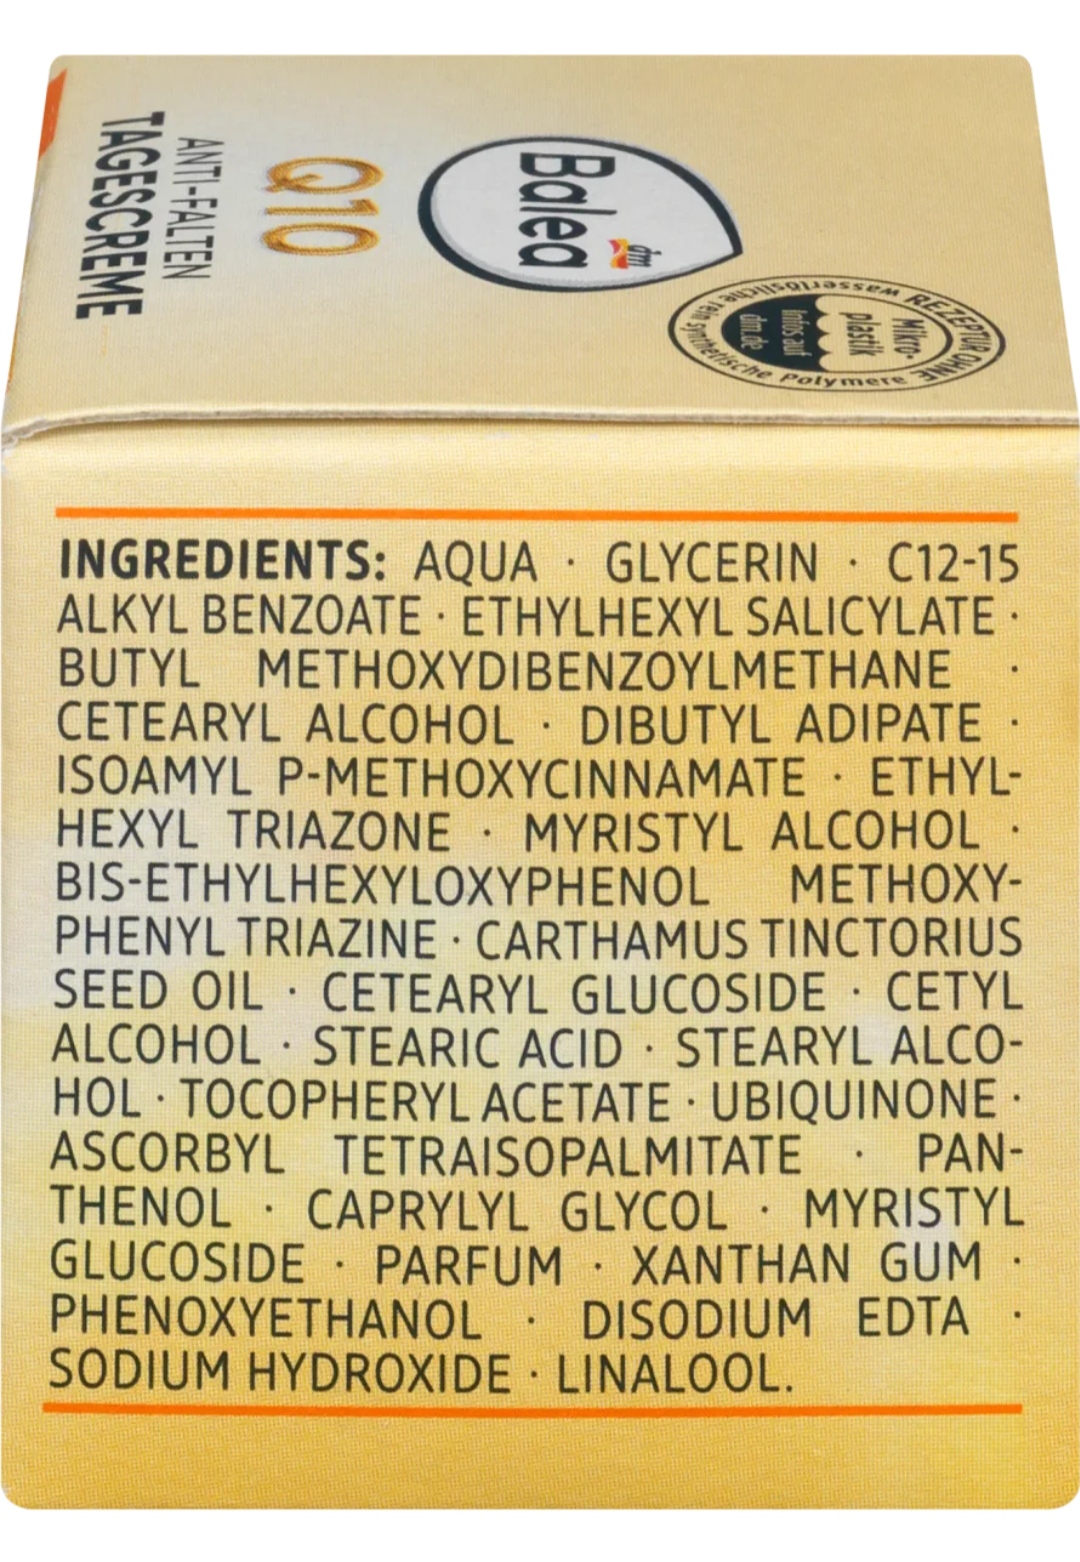 Balea
dm
Q10
ANTI-FALTEN
TAGESCREME
REZEPTUR OHNE
wasserlösliche rein synthetische Polymere
Mikro-
plastik
Infos auf
dm.de
INGREDIENTS: AQUA · GLYCERIN · C12-15
ALKYL BENZOATE · ETHYLHEXYL SALICYLATE ·
BUTYL METHOXYDIBENZOYLMETHANE ·
CETEARYL ALCOHOL · DIBUTYL ADIPATE ·
ISOAMYL P-METHOXYCINNAMATE · ETHYL-
HEXYL TRIAZONE · MYRISTYL ALCOHOL ·
BIS-ETHYLHEXYLOXYPHENOL METHOXY-
PHENYL TRIAZINE · CARTHAMUS TINCTORIUS
SEED OIL · CETEARYL GLUCOSIDE · CETYL
ALCOHOL · STEARIC ACID · STEARYL ALCO-
HOL · TOCOPHERYL ACETATE · UBIQUINONE ·
ASCORBYL TETRAISOPALMITATE · PAN-
THENOL · CAPRYLYL GLYCOL · MYRISTYL
GLUCOSIDE · PARFUM · XANTHAN GUM ·
PHENOXYETHANOL · DISODIUM EDTA ·
SODIUM HYDROXIDE · LINALOOL.